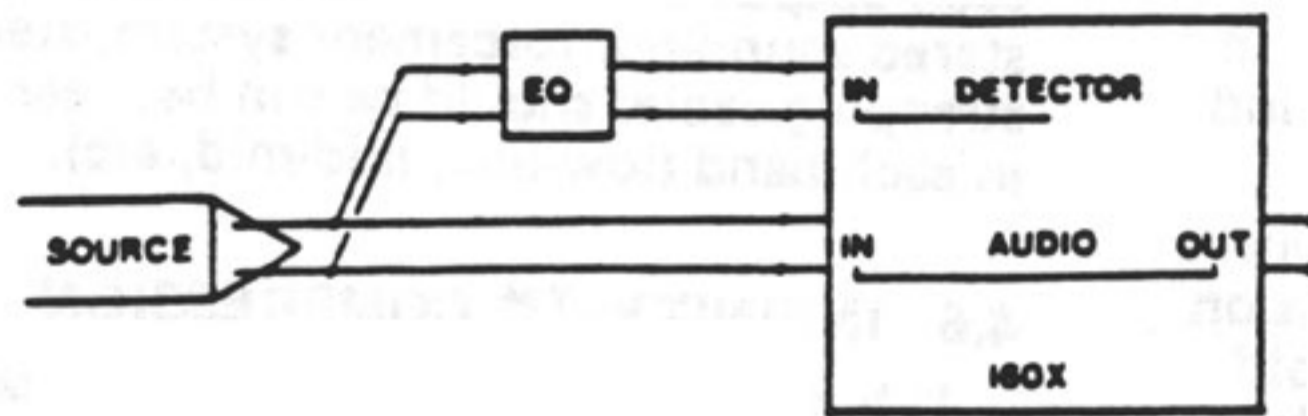 EQ
IN DETECTOR
SOURCE
IN AUDIO OUT
160X